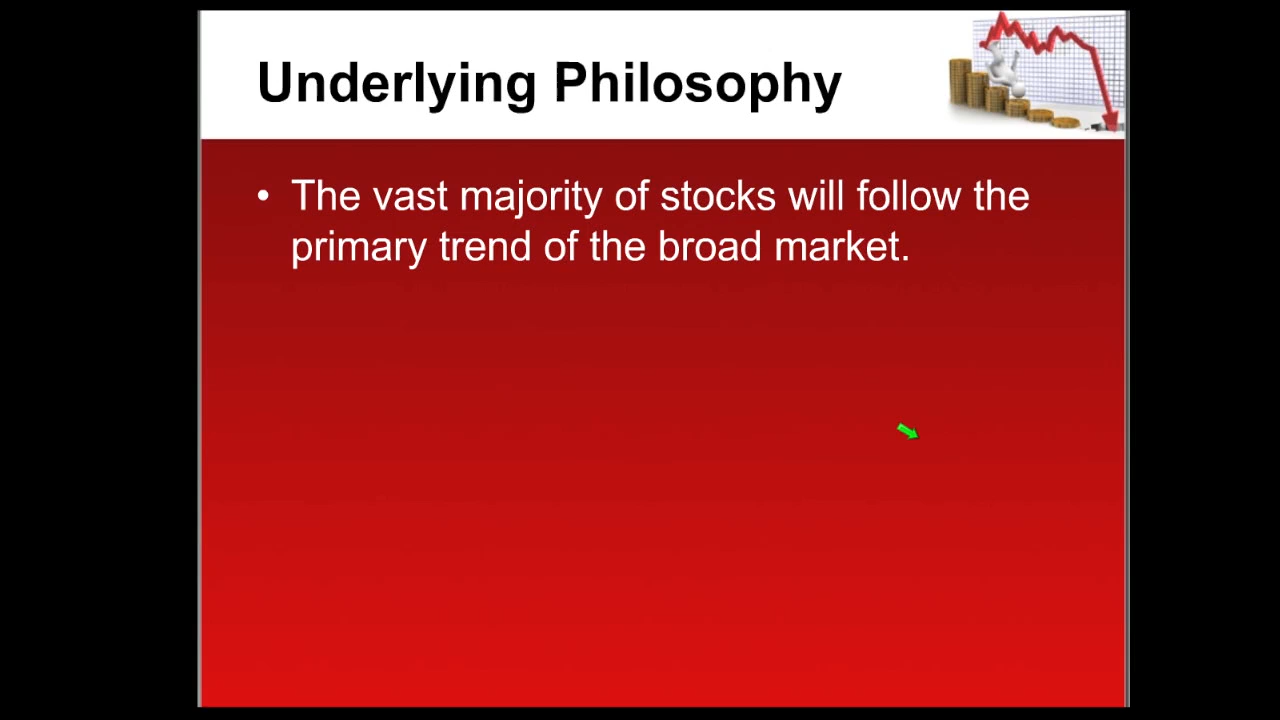 Underlying Philosophy
• The vast majority of stocks will follow the
primary trend of the broad market.